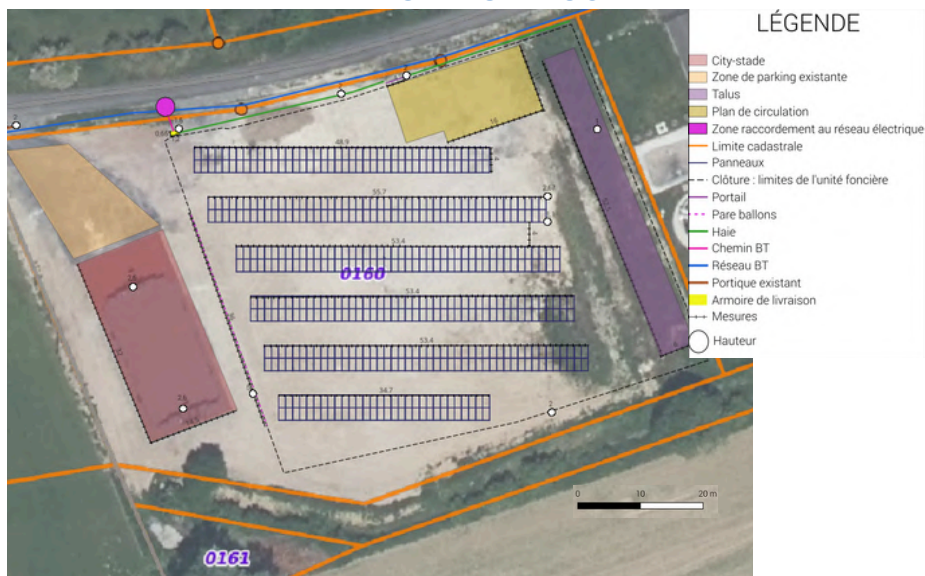 LÉGENDE
City-stade
Zone de parking existante
Talus
Plan de circulation
Zone raccordement au réseau électrique
Limite cadastrale
Panneaux
Clôture : limites de l'unité foncière
Portail
Pare ballons
Haie
Chemin BT
Réseau BT
Portique existant
Armoire de livraison
Mesures
Hauteur
48.9
16
55.7
53.4
0160
53.4
53.4
34.7
2
0 10 20 m
0161